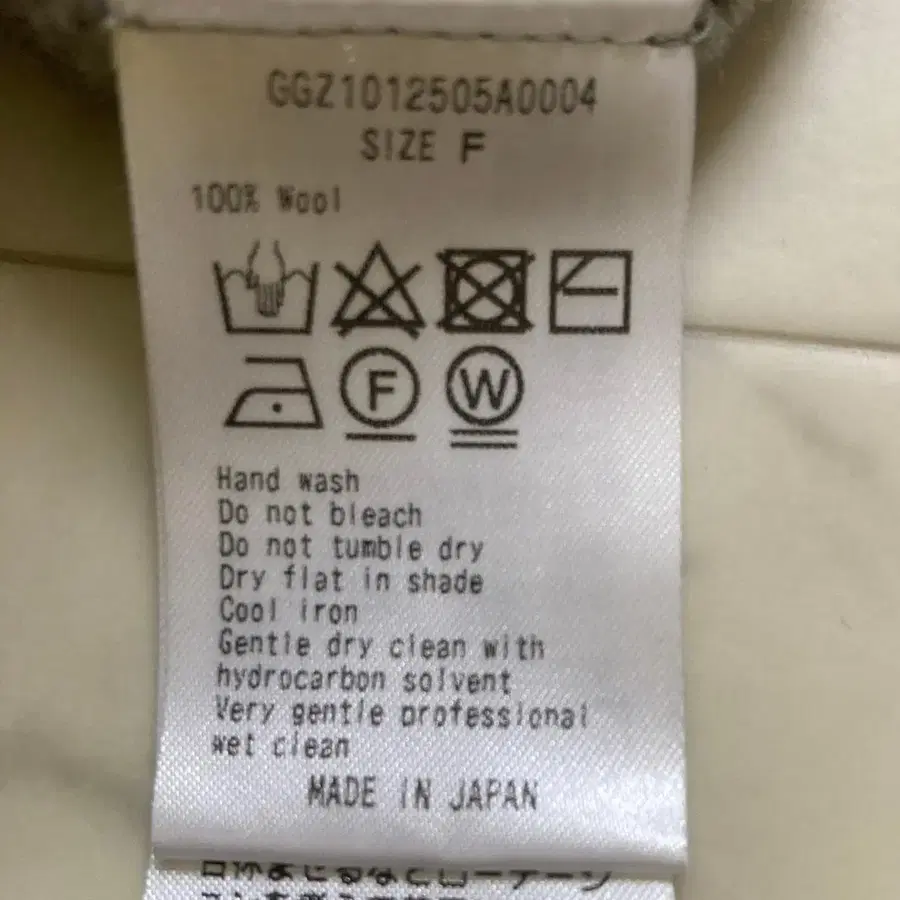 GGZ1012505A0004
SIZE F
100% Wool
F W
Hand wash
Do not bleach
Do not tumble dry
Dry flat in shade
Cool iron
Gentle dry clean with
hydrocarbon solvent
Very gentle professional
wet clean
MADE IN JAPAN